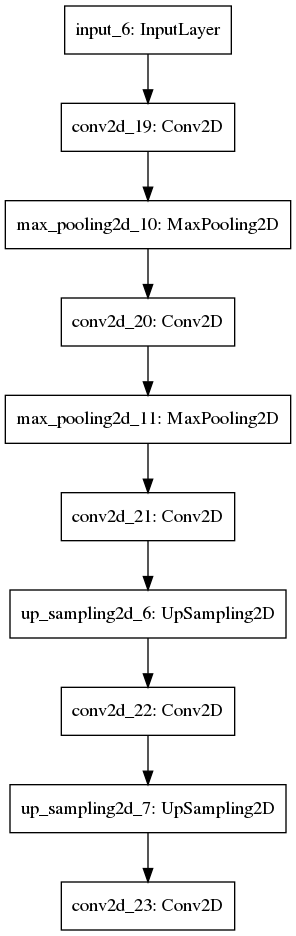 input_6: InputLayer
conv2d_19: Conv2D
max_pooling2d_10: MaxPooling2D
conv2d_20: Conv2D
max_pooling2d_11: MaxPooling2D
conv2d_21: Conv2D
up_sampling2d_6: UpSampling2D
conv2d_22: Conv2D
up_sampling2d_7: UpSampling2D
conv2d_23: Conv2D